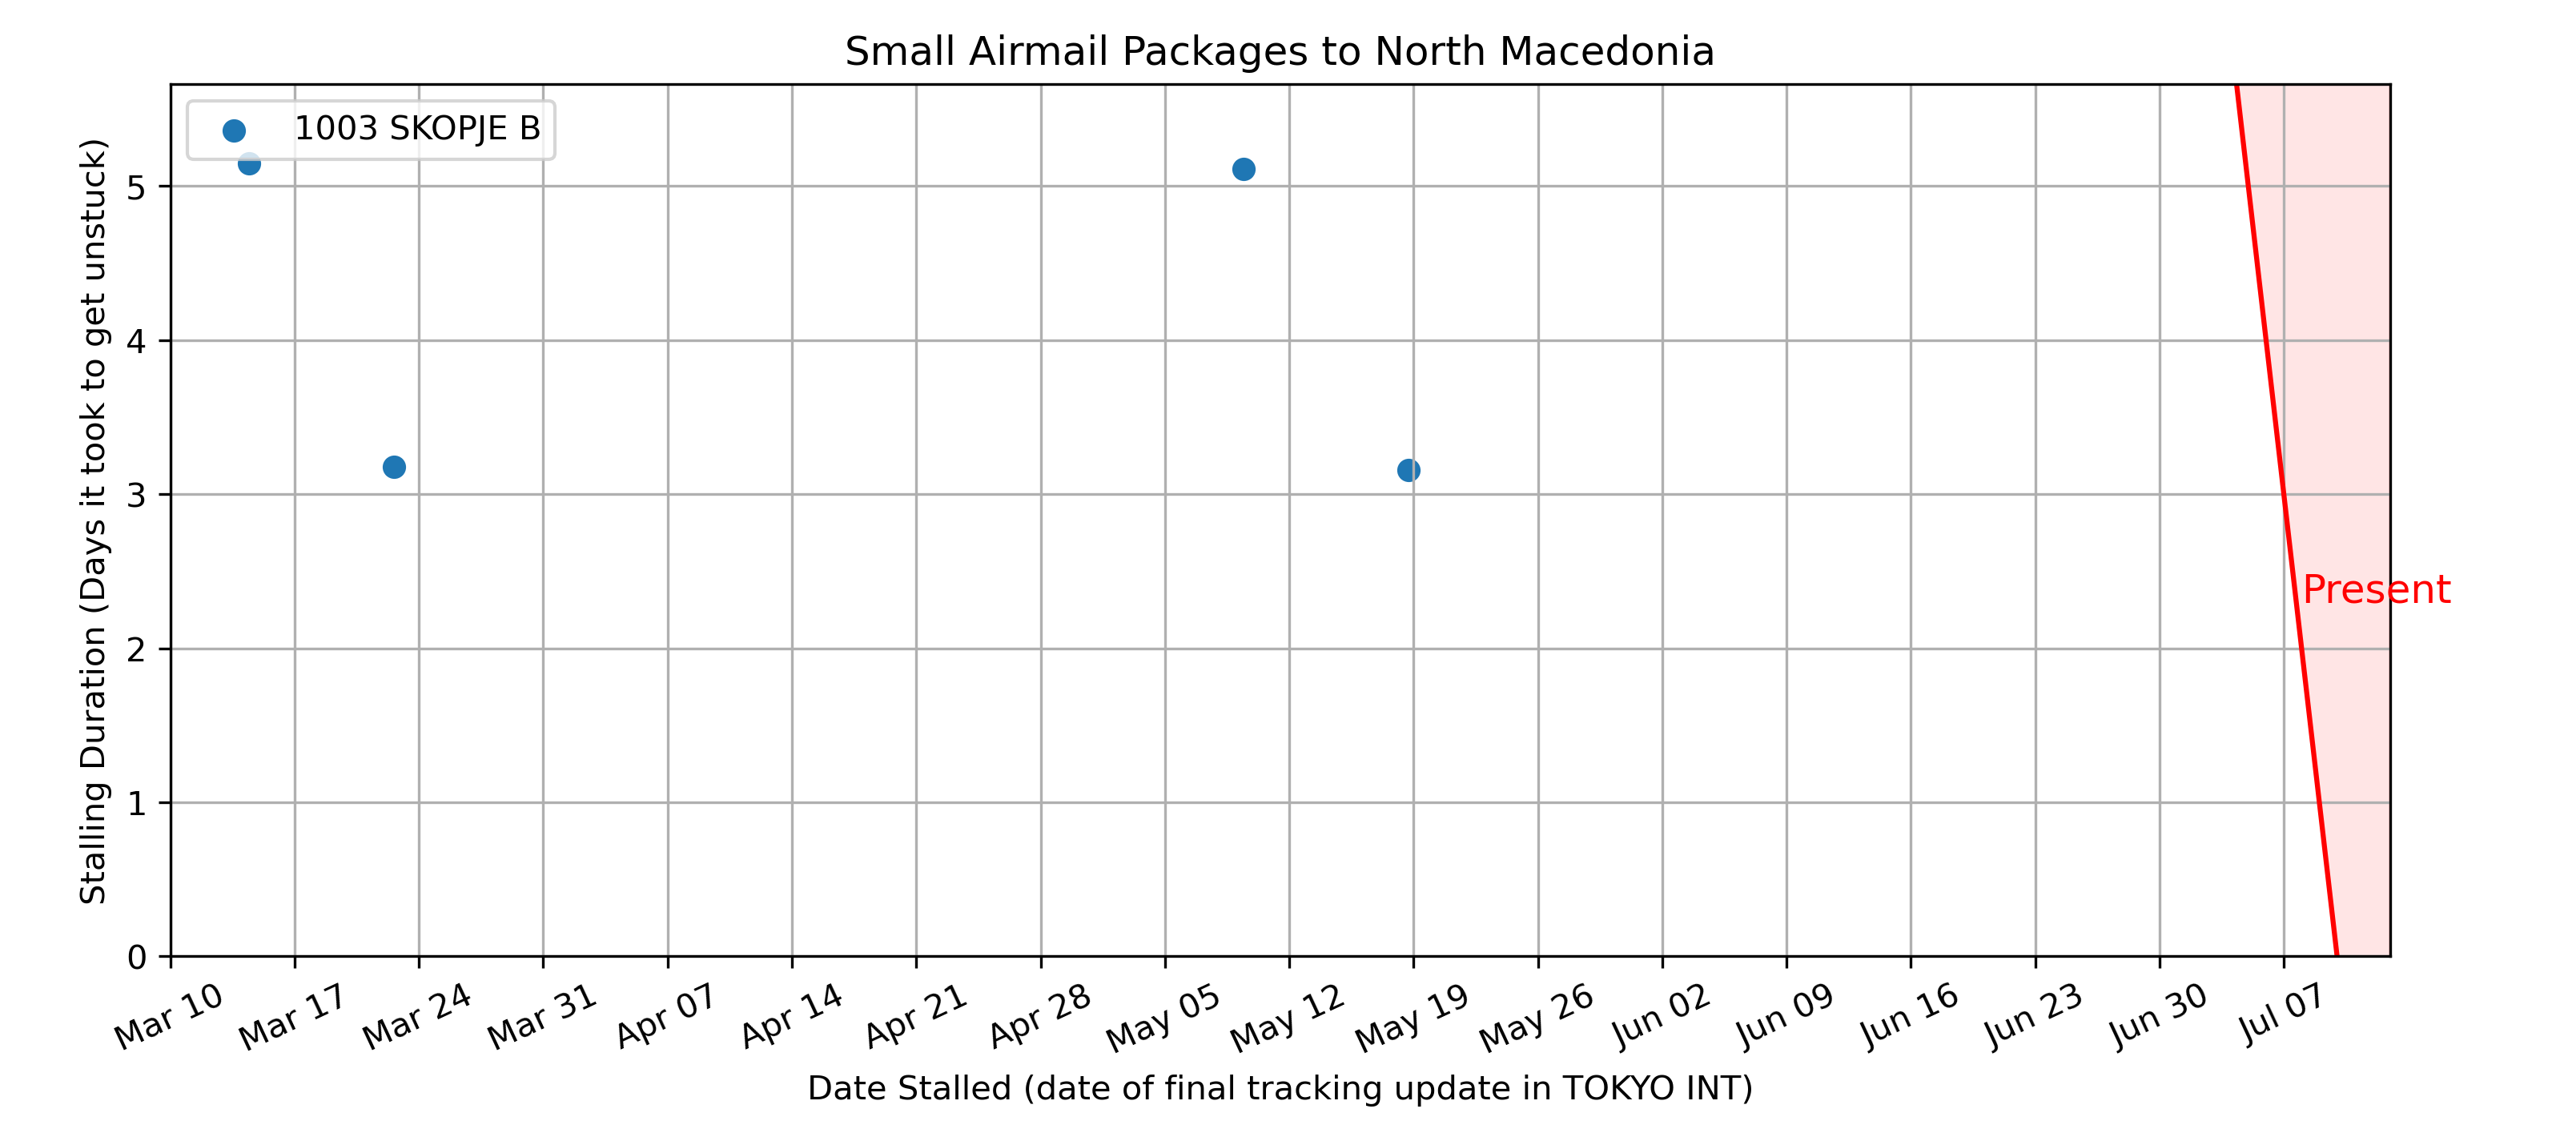 Small Airmail Packages to North Macedonia
1003 SKOPJE B
Stalling Duration (Days it took to get unstuck)
5
4
3
2
1
0
Present
Mar 10
Mar 17
Mar 24
Mar 31
Apr 07
Apr 14
Apr 21
Apr 28
May 05
May 12
May 19
May 26
Jun 02
Jun 09
Jun 16
Jun 23
Jun 30
Jul 07
Date Stalled (date of final tracking update in TOKYO INT)